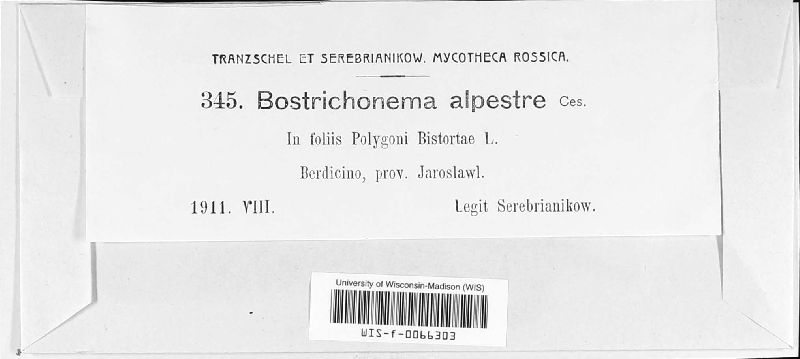 TRANZSCHEL ET SEREBRIANIKOW. MYCOTHECA ROSSICA.
345. Bostrichonema alpestre Ces.
In foliis Polygoni Bistortae L.
Berdicino, prov. Jaroslawl.
1911. VIII. Legit Serebrianikow.
University of Wisconsin-Madison (WIS)
WIS-f-0066303